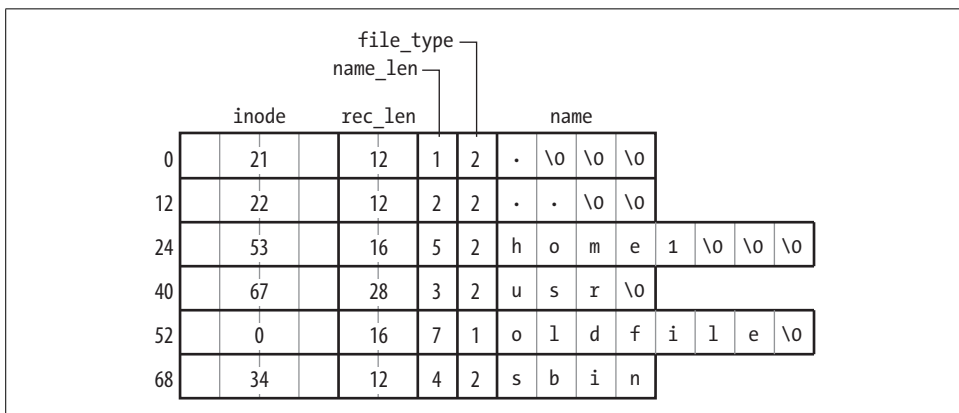 file_type
name_len
inode rec_len name
0 21 12 1 2 . \0 \0 \0
12 22 12 2 2 . . \0 \0
24 53 16 5 2 h o m e 1 \0 \0 \0
40 67 28 3 2 u s r \0
52 0 16 7 1 o l d f i l e \0
68 34 12 4 2 s b i n